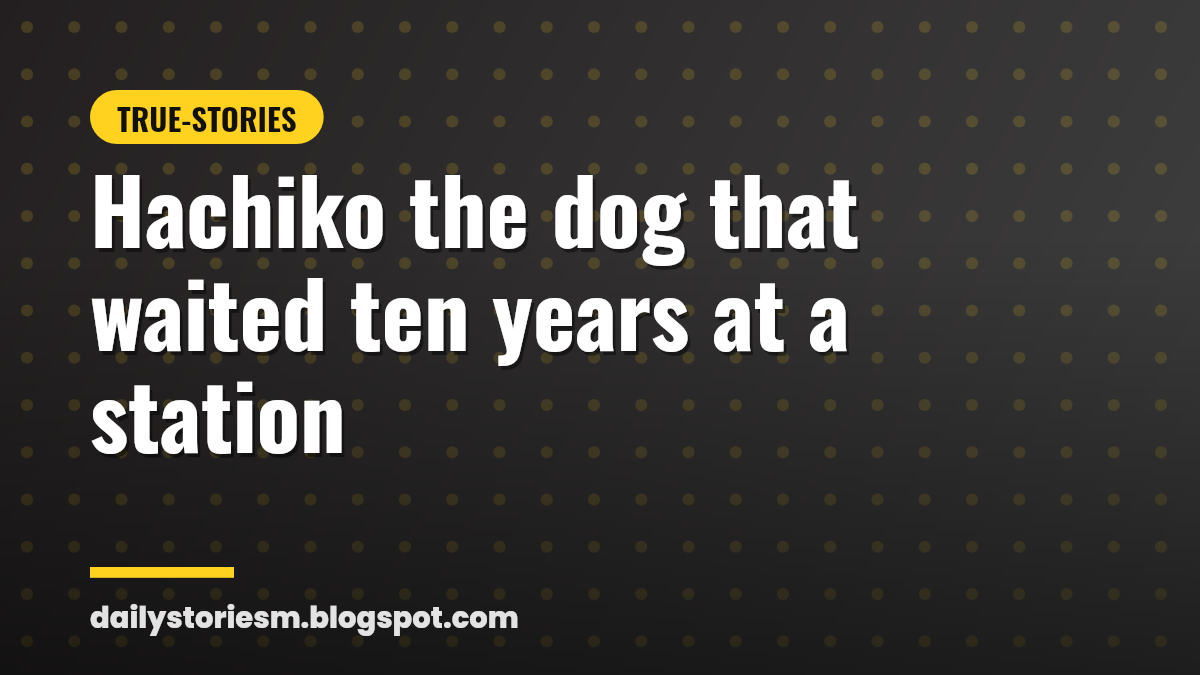 TRUE-STORIES
Hachiko the dog that
waited ten years at a
station
dailystoriesm.blogspot.com